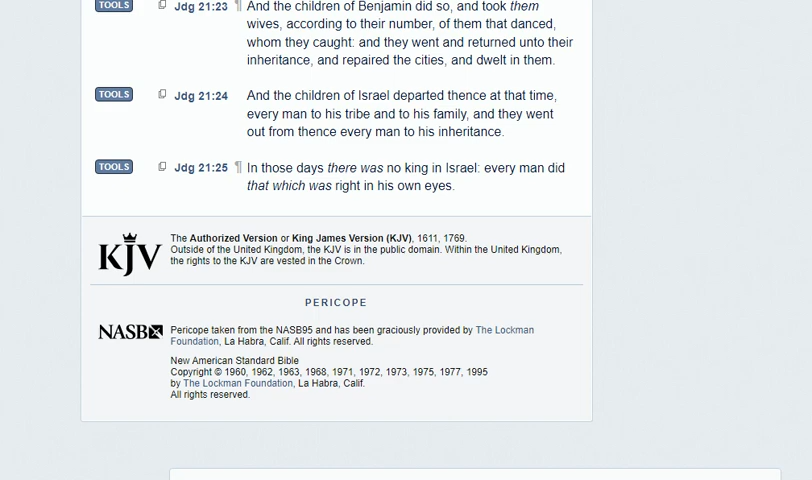 TOOLS Jdg 21:23 ¶ And the children of Benjamin did so, and took them
wives, according to their number, of them that danced,
whom they caught: and they went and returned unto their
inheritance, and repaired the cities, and dwelt in them.
TOOLS Jdg 21:24 And the children of Israel departed thence at that time,
every man to his tribe and to his family, and they went
out from thence every man to his inheritance.
TOOLS Jdg 21:25 ¶ In those days there was no king in Israel: every man did
that which was right in his own eyes.
KJV
The Authorized Version or King James Version (KJV), 1611, 1769.
Outside of the United Kingdom, the KJV is in the public domain. Within the United Kingdom,
the rights to the KJV are vested in the Crown.
PERICOPE
NASB
Pericope taken from the NASB95 and has been graciously provided by The Lockman
Foundation, La Habra, Calif. All rights reserved.
New American Standard Bible
Copyright © 1960, 1962, 1963, 1968, 1971, 1972, 1973, 1975, 1977, 1995
by The Lockman Foundation, La Habra, Calif.
All rights reserved.